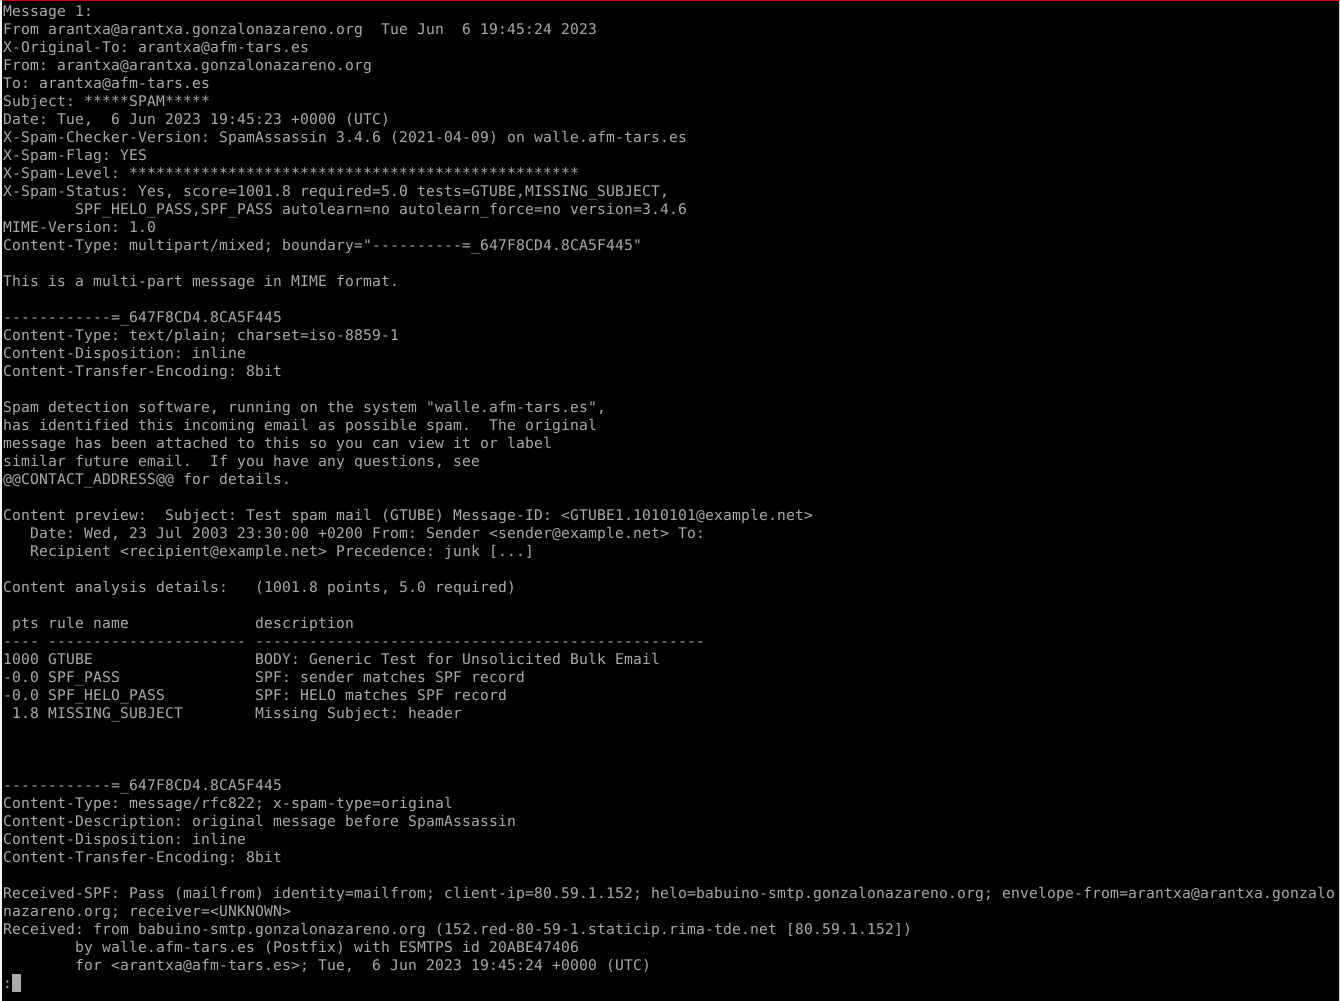 Message 1:
From arantxa@arantxa.gonzalonazareno.org  Tue Jun  6 19:45:24 2023
X-Original-To: arantxa@afm-tars.es
From: arantxa@arantxa.gonzalonazareno.org
To: arantxa@afm-tars.es
Subject: *****SPAM*****
Date: Tue,  6 Jun 2023 19:45:23 +0000 (UTC)
X-Spam-Checker-Version: SpamAssassin 3.4.6 (2021-04-09) on walle.afm-tars.es
X-Spam-Flag: YES
X-Spam-Level: **************************************************
X-Spam-Status: Yes, score=1001.8 required=5.0 tests=GTUBE,MISSING_SUBJECT,
        SPF_HELO_PASS,SPF_PASS autolearn=no autolearn_force=no version=3.4.6
MIME-Version: 1.0
Content-Type: multipart/mixed; boundary="----------=_647F8CD4.8CA5F445"

This is a multi-part message in MIME format.

------------=_647F8CD4.8CA5F445
Content-Type: text/plain; charset=iso-8859-1
Content-Disposition: inline
Content-Transfer-Encoding: 8bit

Spam detection software, running on the system "walle.afm-tars.es",
has identified this incoming email as possible spam.  The original
message has been attached to this so you can view it or label
similar future email.  If you have any questions, see
@@CONTACT_ADDRESS@@ for details.

Content preview:  Subject: Test spam mail (GTUBE) Message-ID: <GTUBE1.1010101@example.net>
   Date: Wed, 23 Jul 2003 23:30:00 +0200 From: Sender <sender@example.net> To:
   Recipient <recipient@example.net> Precedence: junk [...]

Content analysis details:   (1001.8 points, 5.0 required)

 pts rule name              description
---- ---------------------- --------------------------------------------------
1000 GTUBE                  BODY: Generic Test for Unsolicited Bulk Email
-0.0 SPF_PASS               SPF: sender matches SPF record
-0.0 SPF_HELO_PASS          SPF: HELO matches SPF record
 1.8 MISSING_SUBJECT        Missing Subject: header

------------=_647F8CD4.8CA5F445
Content-Type: message/rfc822; x-spam-type=original
Content-Description: original message before SpamAssassin
Content-Disposition: inline
Content-Transfer-Encoding: 8bit

Received-SPF: Pass (mailfrom) identity=mailfrom; client-ip=80.59.1.152; helo=babuino-smtp.gonzalonazareno.org; envelope-from=arantxa@arantxa.gonzalo
nazareno.org; receiver=<UNKNOWN>
Received: from babuino-smtp.gonzalonazareno.org (152.red-80-59-1.staticip.rima-tde.net [80.59.1.152])
        by walle.afm-tars.es (Postfix) with ESMTPS id 20ABE47406
        for <arantxa@afm-tars.es>; Tue,  6 Jun 2023 19:45:24 +0000 (UTC)
: